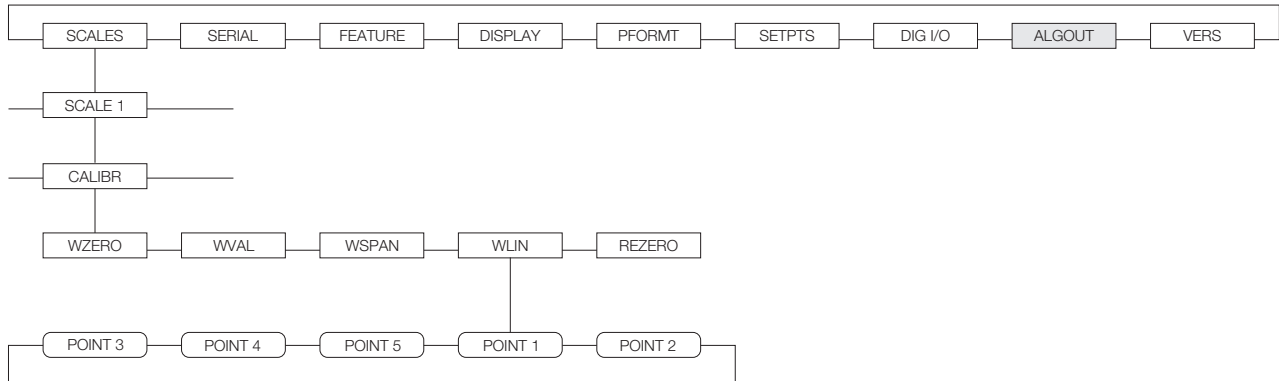 SCALES SERIAL FEATURE DISPLAY PFORMT SETPTS DIG I/O ALGOUT VERS
SCALE 1
CALIBR
WZERO WVAL WSPAN WLIN REZERO
POINT 3 POINT 4 POINT 5 POINT 1 POINT 2